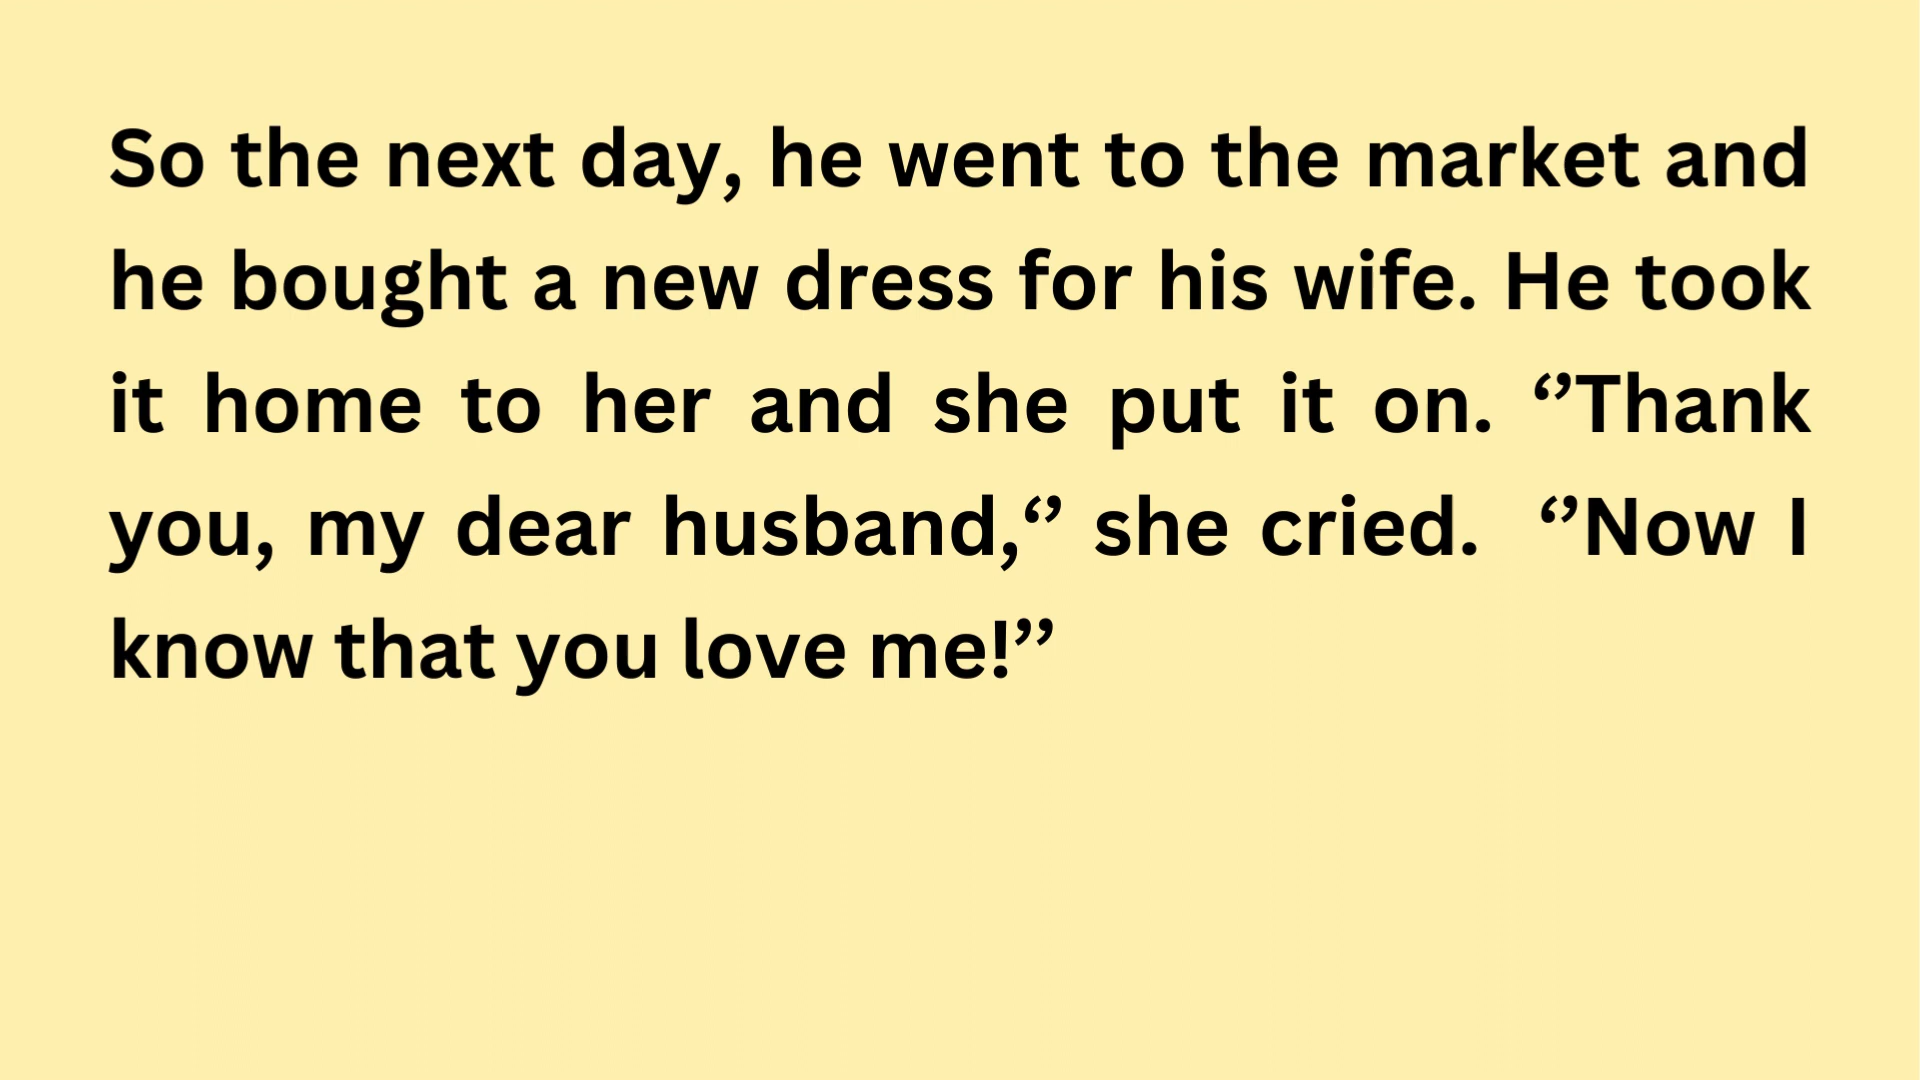 So the next day, he went to the market and
he bought a new dress for his wife. He took
it home to her and she put it on. ‘’Thank
you, my dear husband,‘’ she cried.  ‘’Now I
know that you love me!’’